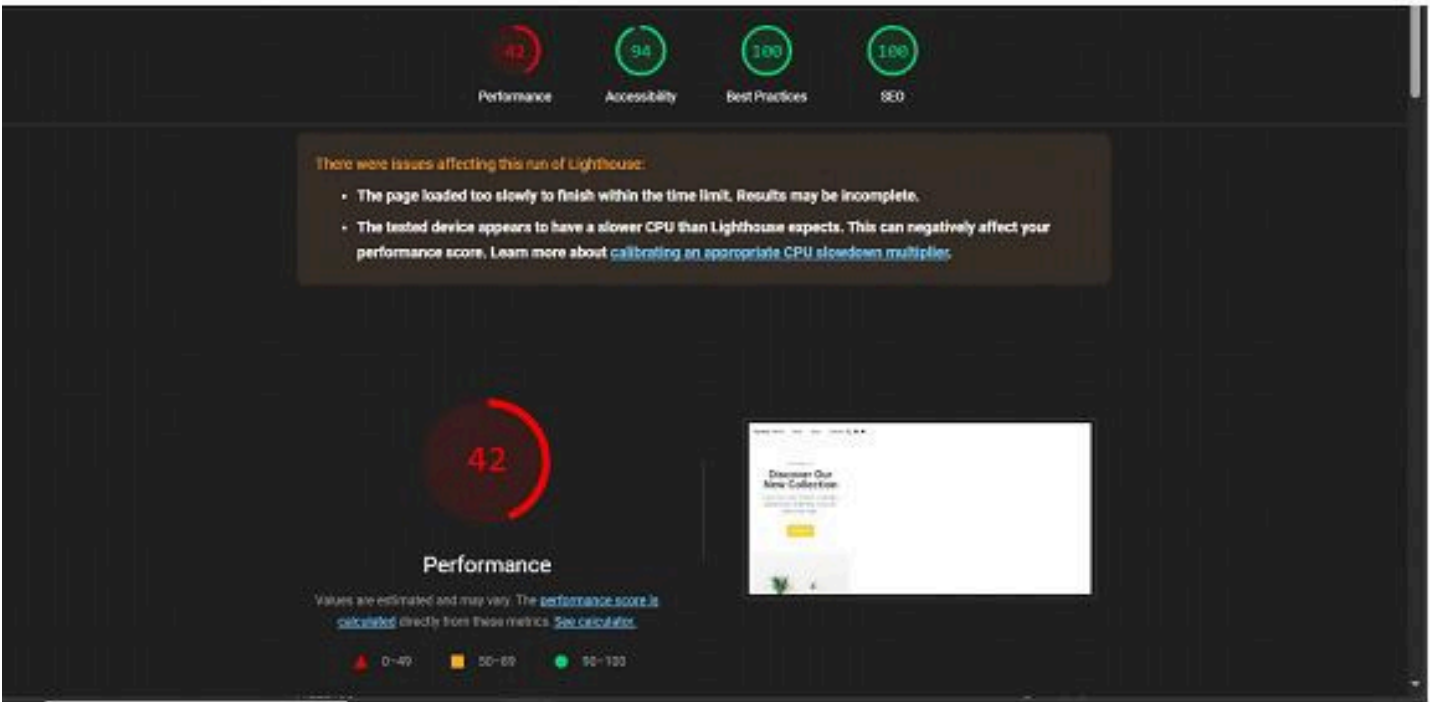 42
94
100
100
Performance
Accessibility
Best Practices
SEO
There were issues affecting this run of Lighthouse:
• The page loaded too slowly to finish within the time limit. Results may be incomplete.
• The tested device appears to have a slower CPU than Lighthouse expects. This can negatively affect your
performance score. Learn more about calibrating an appropriate CPU slowdown multiplier.
42
Performance
Values are estimated and may vary. The performance score is
calculated directly from these metrics. See calculator.
0–49
50–89
90–100
Discover Our
New Collection